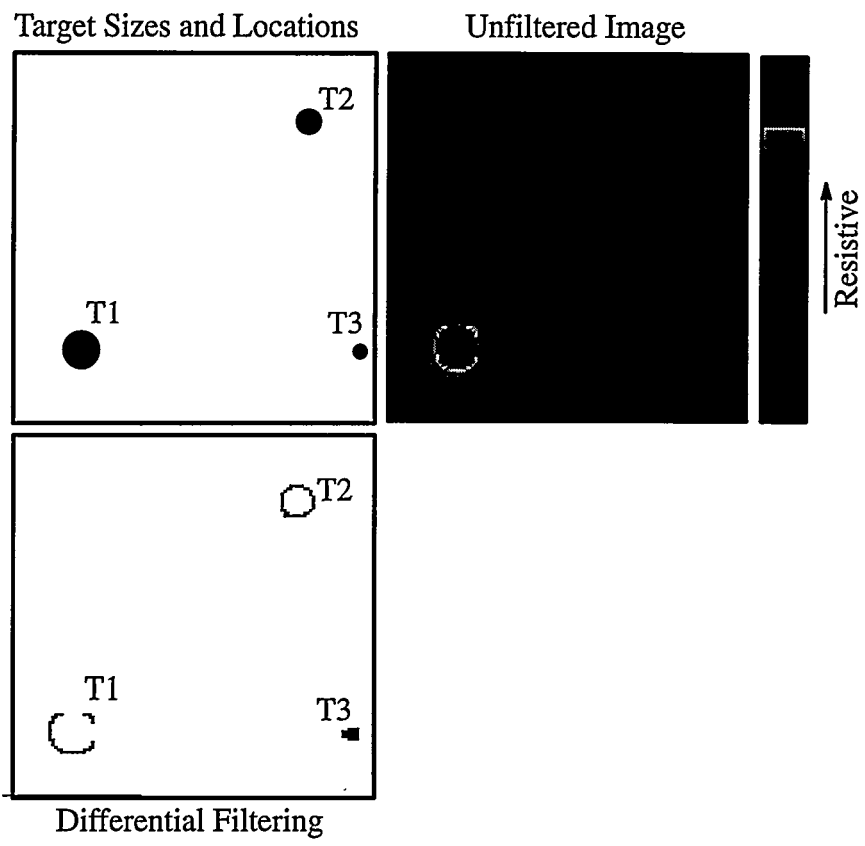 Target Sizes and Locations
Unfiltered Image
T2
T1
T3
Resistive
T2
T1
T3
Differential Filtering